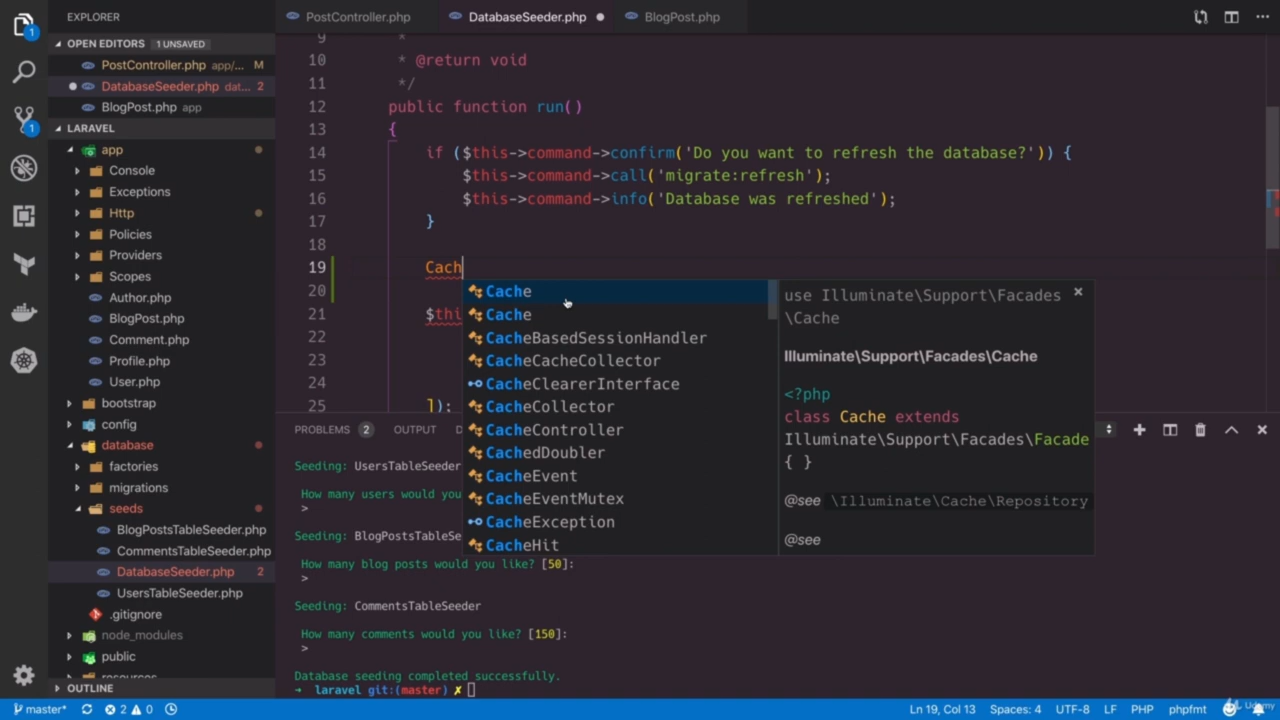 EXPLORER
PostController.php
DatabaseSeeder.php
BlogPost.php
OPEN EDITORS 1 UNSAVED
PostController.php app/... M
DatabaseSeeder.php dat... 2
BlogPost.php app
LARAVEL
app
Console
Exceptions
Http
Policies
Providers
Scopes
Author.php
BlogPost.php
Comment.php
Profile.php
User.php
bootstrap
config
database
factories
migrations
seeds
BlogPostsTableSeeder.php
CommentsTableSeeder.php
DatabaseSeeder.php 2
UsersTableSeeder.php
.gitignore
node_modules
public
resources
OUTLINE
9 *
10 * @return void
11 */
12 public function run()
13 {
14 if ($this->command->confirm('Do you want to refresh the database?')) {
15 $this->command->call('migrate:refresh');
16 $this->command->info('Database was refreshed');
17 }
18
19 Cach
20
21 $thi
22
23
24
25 ]);
Cache
Cache
CacheBasedSessionHandler
CacheCacheCollector
CacheClearerInterface
CacheCollector
CacheController
CachedDoubler
CacheEvent
CacheEventMutex
CacheException
CacheHit
use Illuminate\Support\Facades
\Cache
Illuminate\Support\Facades\Cache
<?php
class Cache extends
Illuminate\Support\Facades\Facade
{ }
@see \Illuminate\Cache\Repository
@see
PROBLEMS 2 OUTPUT D
Seeding: UsersTableSeeder
How many users would you
>
Seeding: BlogPostsTableSe
How many blog posts would you like? [50]:
>
Seeding: CommentsTableSeeder
How many comments would you like? [150]:
>
Database seeding completed successfully.
→ laravel git:(master) ✗
master* 2 0 Ln 19, Col 13 Spaces: 4 UTF-8 LF PHP phpfmt
Udemy
1
1